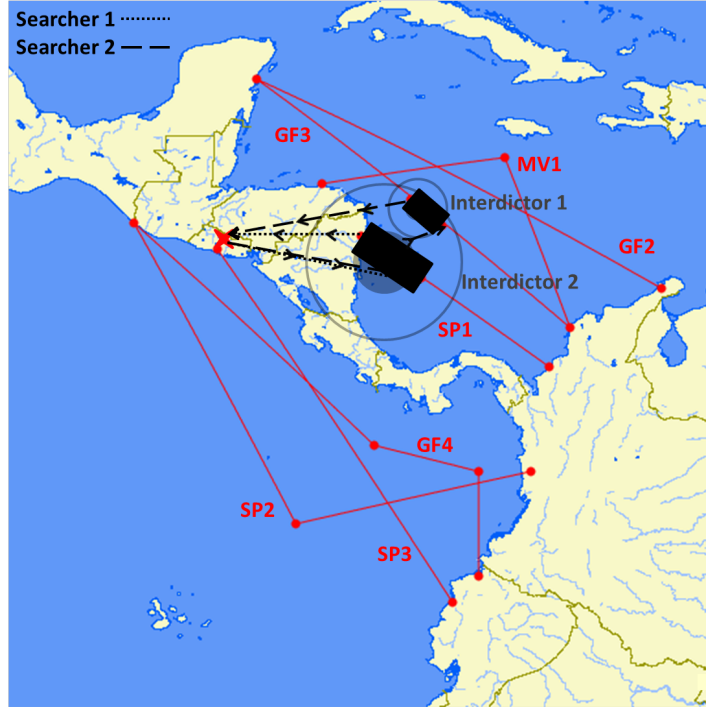 Searcher 1
Searcher 2
GF3
MV1
Interdictor 1
GF2
Interdictor 2
SP1
GF4
SP2
SP3